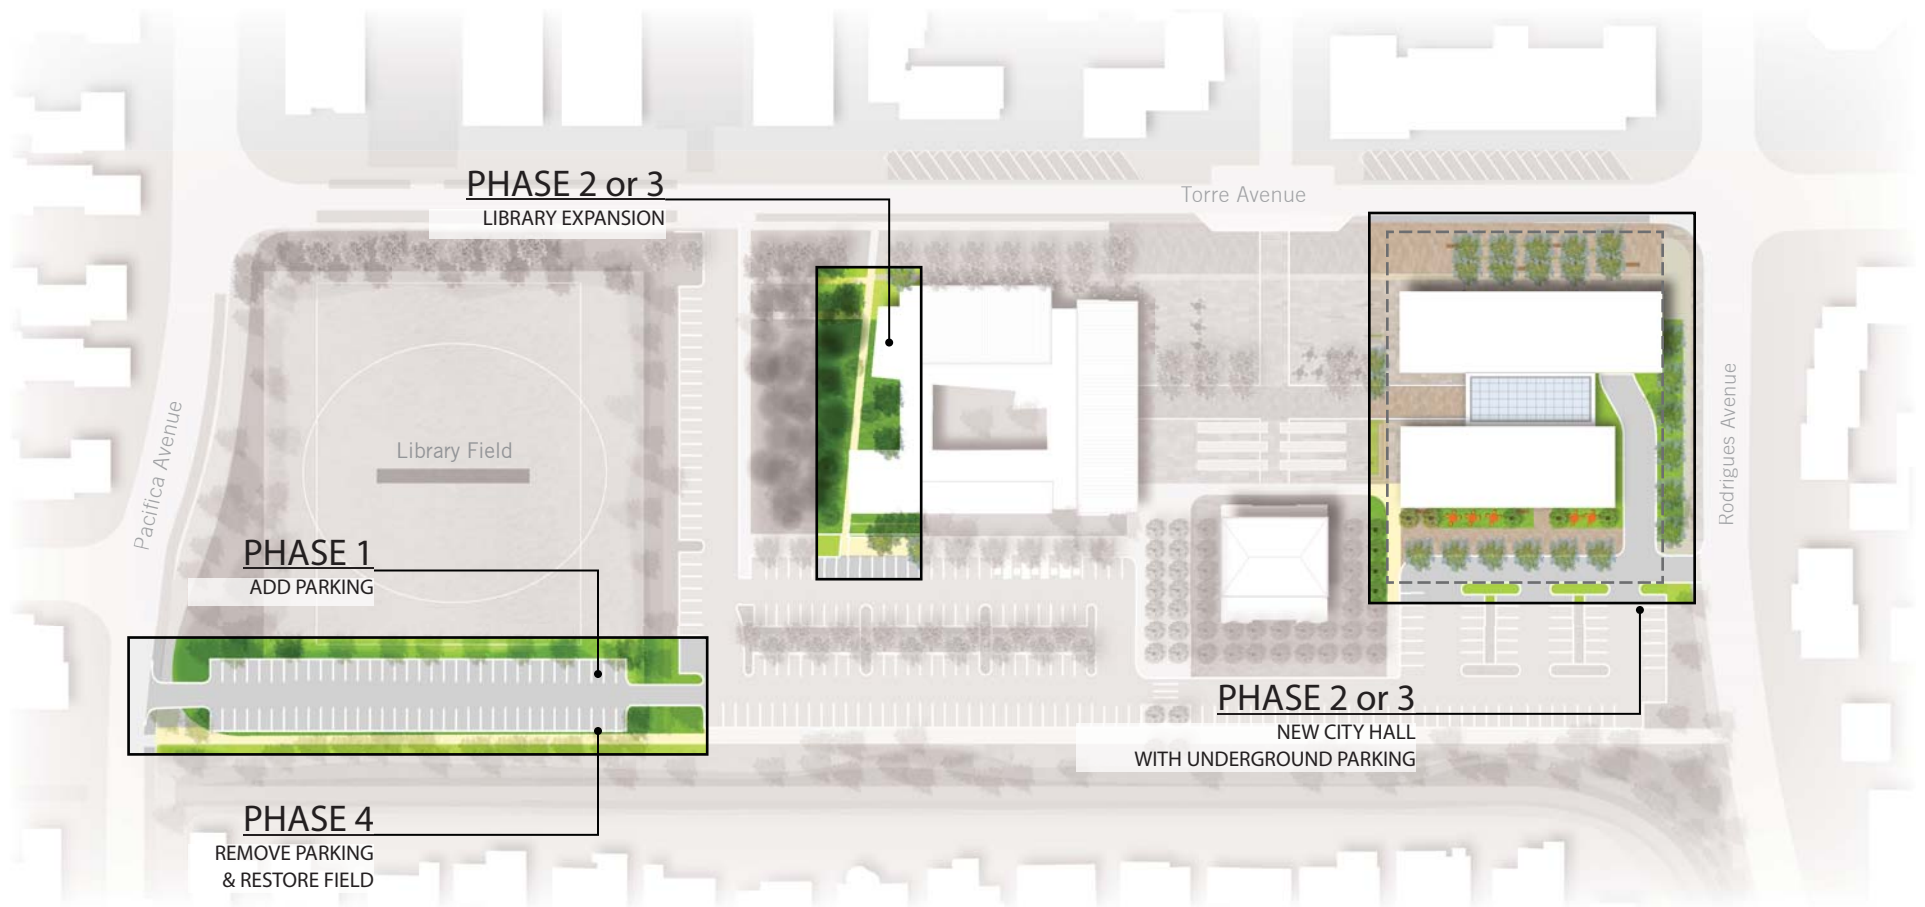 PHASE 2 or 3
LIBRARY EXPANSION
Torre Avenue
Library Field
Pacifica Avenue
Rodrigues Avenue
PHASE 1
ADD PARKING
PHASE 2 or 3
NEW CITY HALL
WITH UNDERGROUND PARKING
PHASE 4
REMOVE PARKING
& RESTORE FIELD